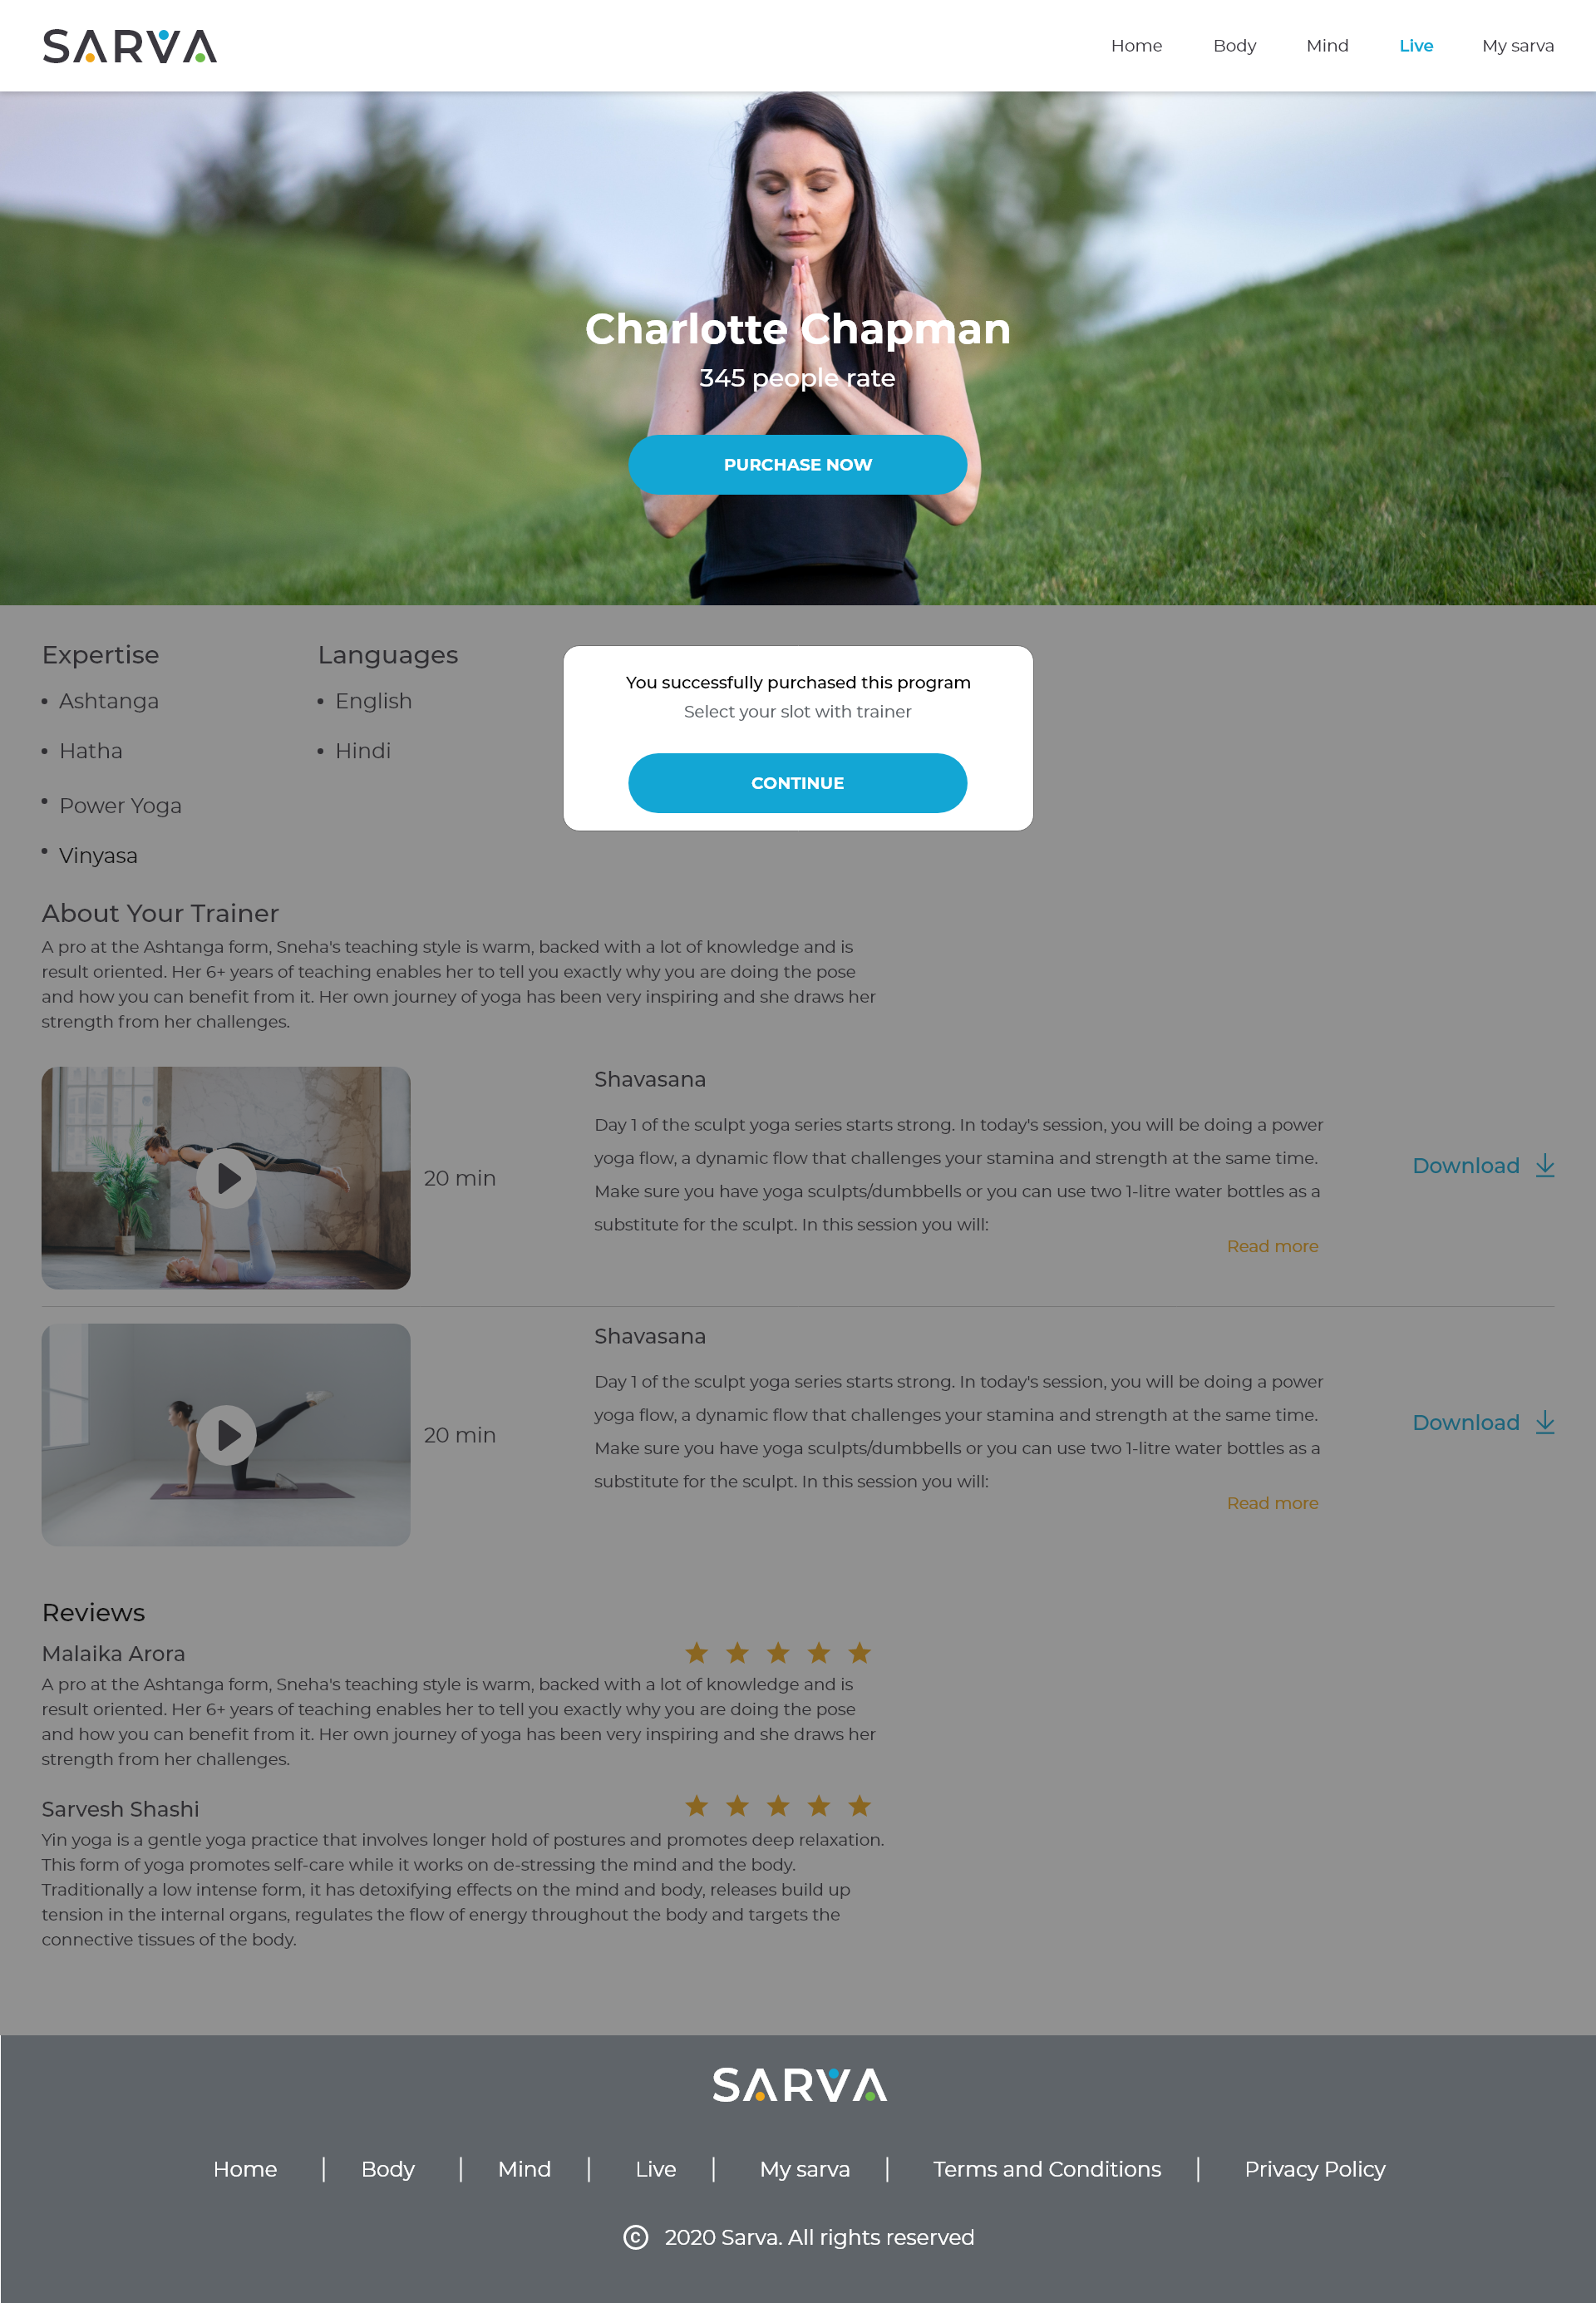 SARVA
Home Body Mind Live My sarva
Charlotte Chapman
345 people rate
PURCHASE NOW
Expertise
Ashtanga
Hatha
Power Yoga
Vinyasa
Languages
English
Hindi
You successfully purchased this program
Select your slot with trainer
CONTINUE
About Your Trainer
A pro at the Ashtanga form, Sneha's teaching style is warm, backed with a lot of knowledge and is
result oriented. Her 6+ years of teaching enables her to tell you exactly why you are doing the pose
and how you can benefit from it. Her own journey of yoga has been very inspiring and she draws her
strength from her challenges.
20 min
Shavasana
Day 1 of the sculpt yoga series starts strong. In today's session, you will be doing a power
yoga flow, a dynamic flow that challenges your stamina and strength at the same time.
Make sure you have yoga sculpts/dumbbells or you can use two 1-litre water bottles as a
substitute for the sculpt. In this session you will:
Read more
Download
20 min
Shavasana
Day 1 of the sculpt yoga series starts strong. In today's session, you will be doing a power
yoga flow, a dynamic flow that challenges your stamina and strength at the same time.
Make sure you have yoga sculpts/dumbbells or you can use two 1-litre water bottles as a
substitute for the sculpt. In this session you will:
Read more
Download
Reviews
Malaika Arora
A pro at the Ashtanga form, Sneha's teaching style is warm, backed with a lot of knowledge and is
result oriented. Her 6+ years of teaching enables her to tell you exactly why you are doing the pose
and how you can benefit from it. Her own journey of yoga has been very inspiring and she draws her
strength from her challenges.
Sarvesh Shashi
Yin yoga is a gentle yoga practice that involves longer hold of postures and promotes deep relaxation.
This form of yoga promotes self-care while it works on de-stressing the mind and the body.
Traditionally a low intense form, it has detoxifying effects on the mind and body, releases build up
tension in the internal organs, regulates the flow of energy throughout the body and targets the
connective tissues of the body.
SARVA
Home | Body | Mind | Live | My sarva | Terms and Conditions | Privacy Policy
© 2020 Sarva. All rights reserved